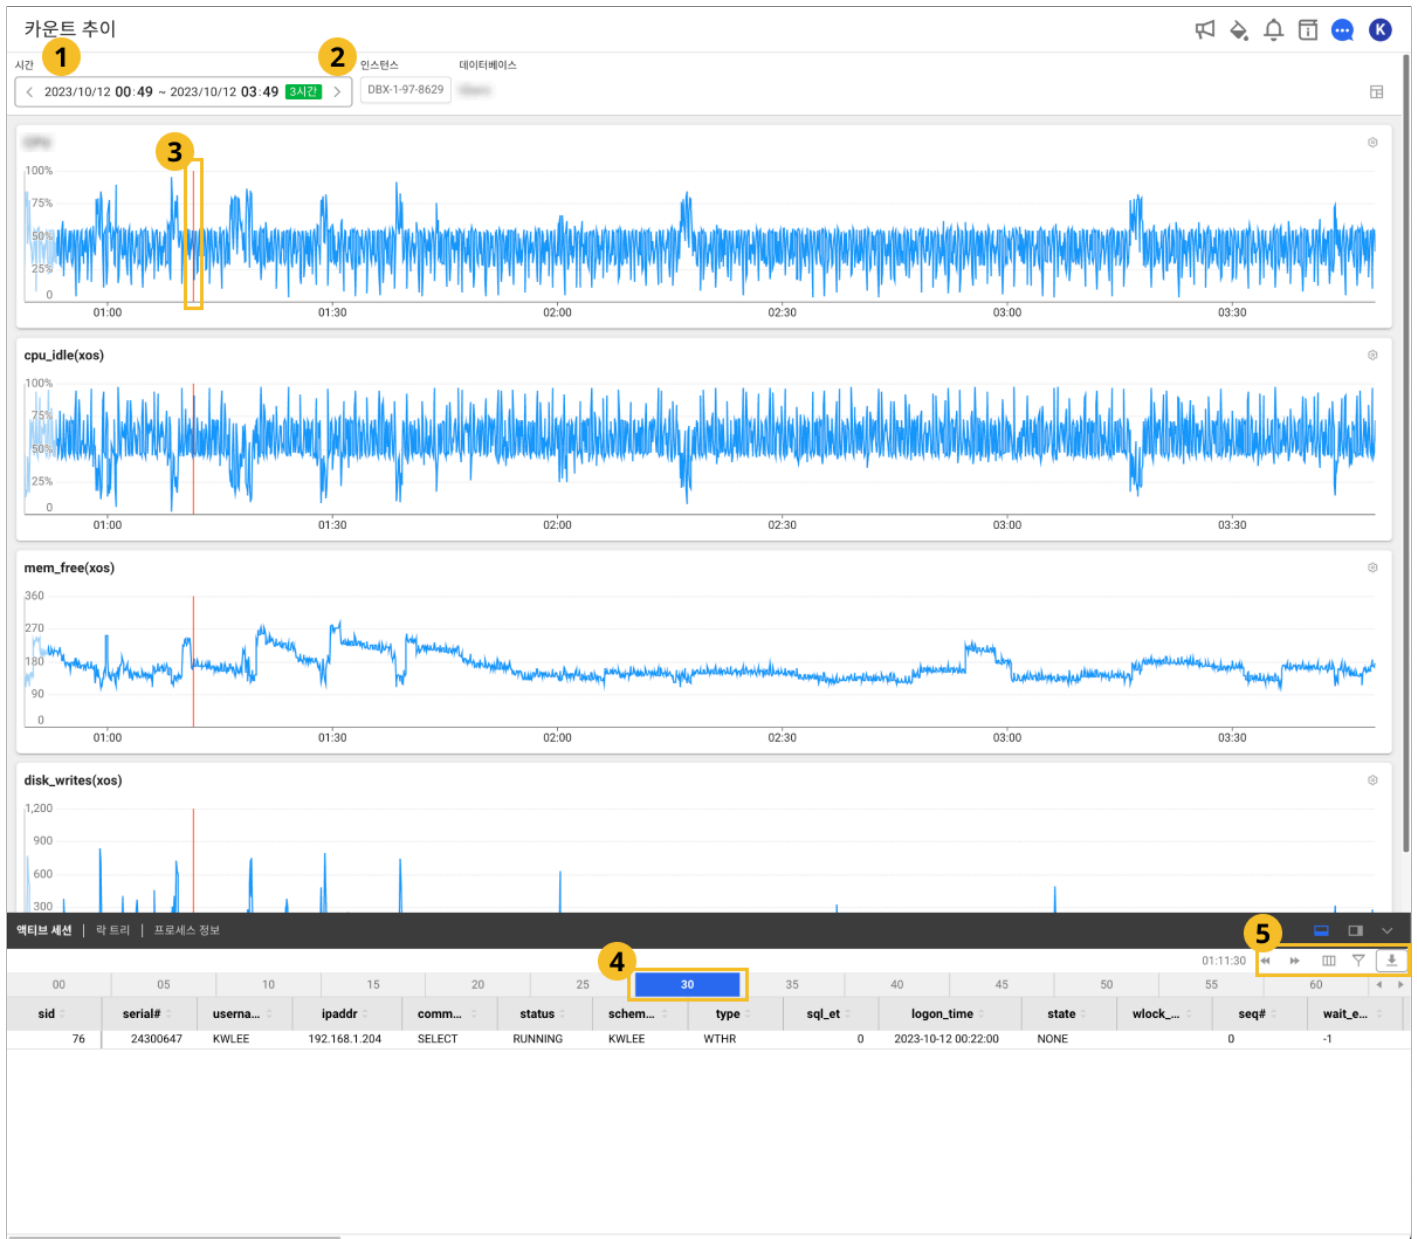 카운트 추이
K
1
2
시간
인스턴스
데이터베이스
2023/10/12 00:49 ~ 2023/10/12 03:49 3시간
DBX-1-97-8629
3
100%
75%
50%
25%
0
01:00 01:30 02:00 02:30 03:00 03:30
cpu_idle(xos)
100%
75%
50%
25%
0
01:00 01:30 02:00 02:30 03:00 03:30
mem_free(xos)
360
270
180
90
0
01:00 01:30 02:00 02:30 03:00 03:30
disk_writes(xos)
1,200
900
600
300
액티브 세션 | 락 트리 | 프로세스 정보
5
4
01:11:30
00 05 10 15 20 25 30 35 40 45 50 55 60
sid serial# userna... ipaddr comm... status schem... type sql_et logon_time state wlock_... seq# wait_e...
76 24300647 KWLEE 192.168.1.204 SELECT RUNNING KWLEE WTHR 0 2023-10-12 00:22:00 NONE 0 -1